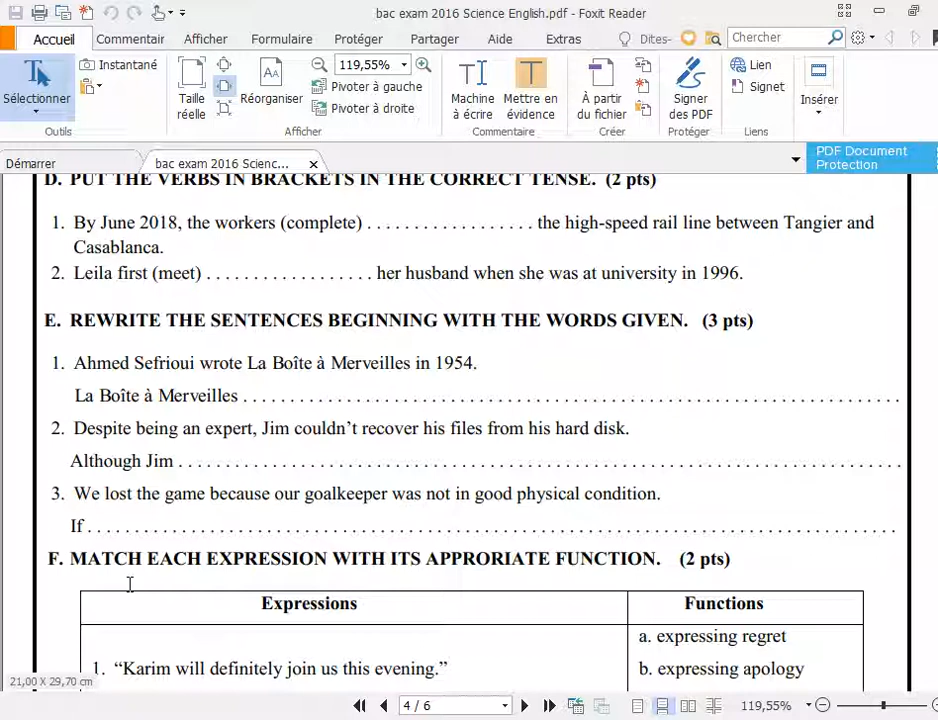 bac exam 2016 Science English.pdf - Foxit Reader
Accueil Commentair Afficher Formulaire Protéger Partager Aide Extras Dites- Chercher
Sélectionner
Instantané
Taille
réelle
Réorganiser
119,55%
Pivoter à gauche
Pivoter à droite
Machine
à écrire
Mettre en
évidence
À partir
du fichier
Signer
des PDF
Lien
Signet
Insérer
Outils Afficher Commentaire Créer Protéger Liens
Démarrer
bac exam 2016 Scienc...
PDF Document
Protection
D. PUT THE VERBS IN BRACKETS IN THE CORRECT TENSE. (2 pts)
1. By June 2018, the workers (complete) . . . . . . . . . . . . . . . . . the high-speed rail line between Tangier and
Casablanca.
2. Leila first (meet) . . . . . . . . . . . . . . . . . her husband when she was at university in 1996.
E. REWRITE THE SENTENCES BEGINNING WITH THE WORDS GIVEN. (3 pts)
1. Ahmed Sefrioui wrote La Boîte à Merveilles in 1954.
La Boîte à Merveilles . . . . . . . . . . . . . . . . . . . . . . . . . . . . . . . . . . . . . . . . . . . . . . . . . . . . . . . . . . . . . . . . . .
2. Despite being an expert, Jim couldn’t recover his files from his hard disk.
Although Jim . . . . . . . . . . . . . . . . . . . . . . . . . . . . . . . . . . . . . . . . . . . . . . . . . . . . . . . . . . . . . . . . . . . . . . . .
3. We lost the game because our goalkeeper was not in good physical condition.
If . . . . . . . . . . . . . . . . . . . . . . . . . . . . . . . . . . . . . . . . . . . . . . . . . . . . . . . . . . . . . . . . . . . . . . . . . . . . . . . .
F. MATCH EACH EXPRESSION WITH ITS APPRORIATE FUNCTION. (2 pts)
Expressions Functions
a. expressing regret
1. “Karim will definitely join us this evening.” b. expressing apology
21,00 X 29,70 cm
4 / 6
119,55%